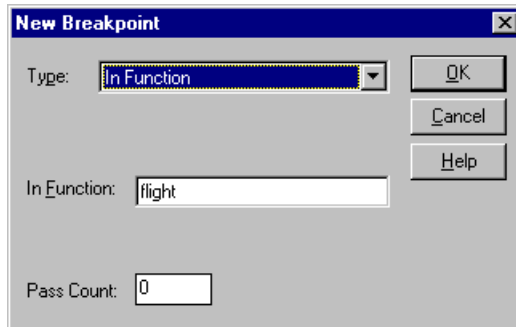 New Breakpoint
Type: In Function
OK
Cancel
Help
In Function: flight
Pass Count: 0